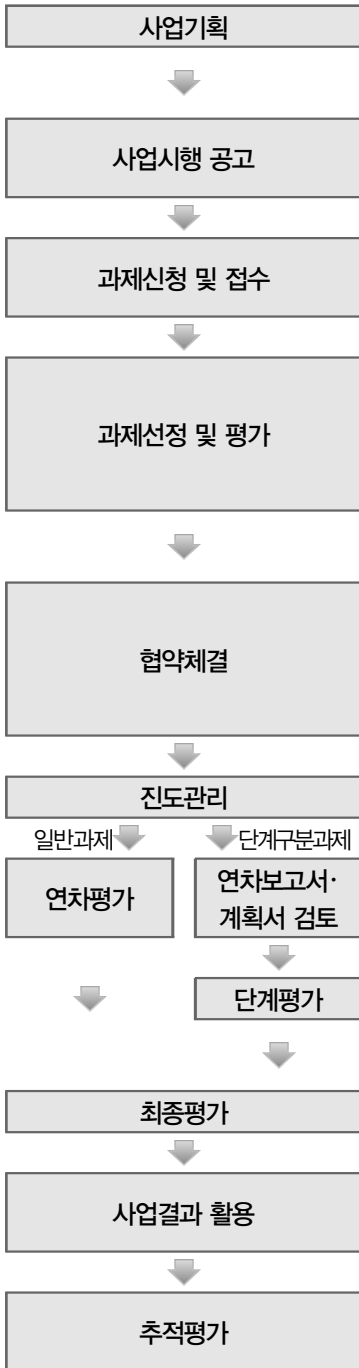 사업기획
사업시행 공고
과제신청 및 접수
과제선정 및 평가
협약체결
진도관리
일반과제
단계구분과제
연차평가
연차보고서·
계획서 검토
단계평가
최종평가
사업결과 활용
추적평가